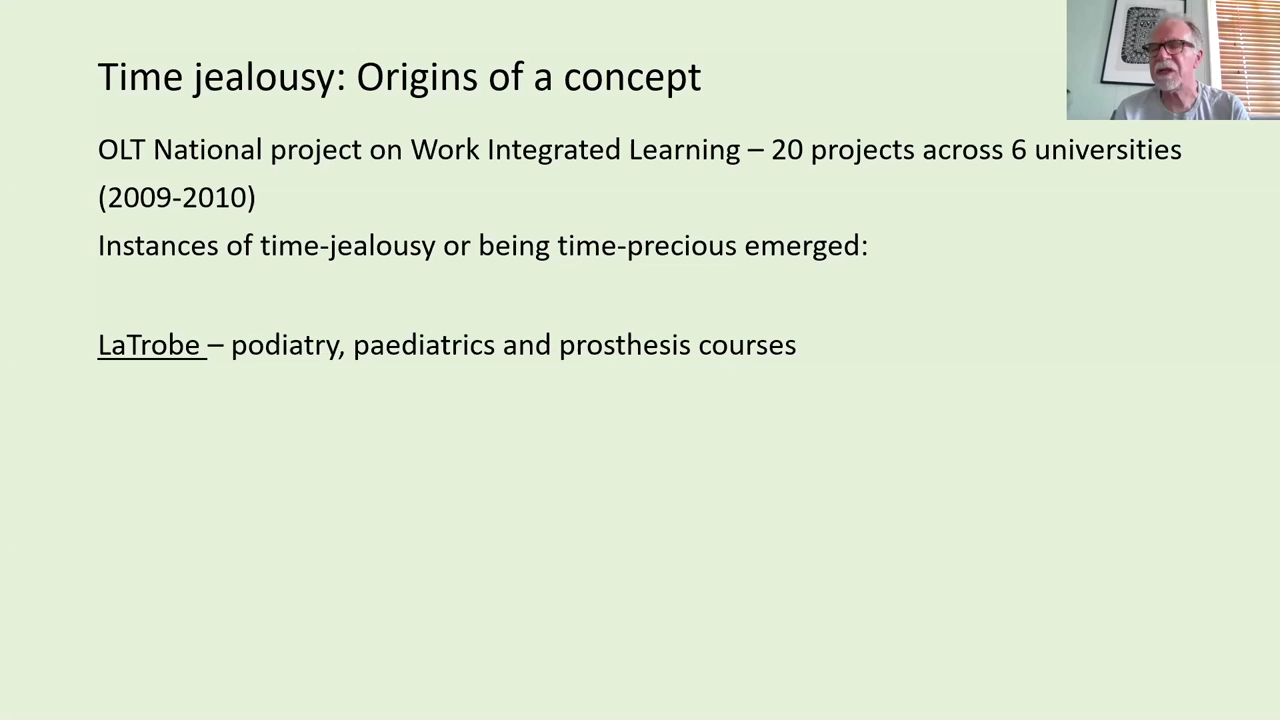 Time jealousy: Origins of a concept
OLT National project on Work Integrated Learning – 20 projects across 6 universities
(2009-2010)
Instances of time-jealousy or being time-precious emerged:
LaTrobe – podiatry, paediatrics and prosthesis courses